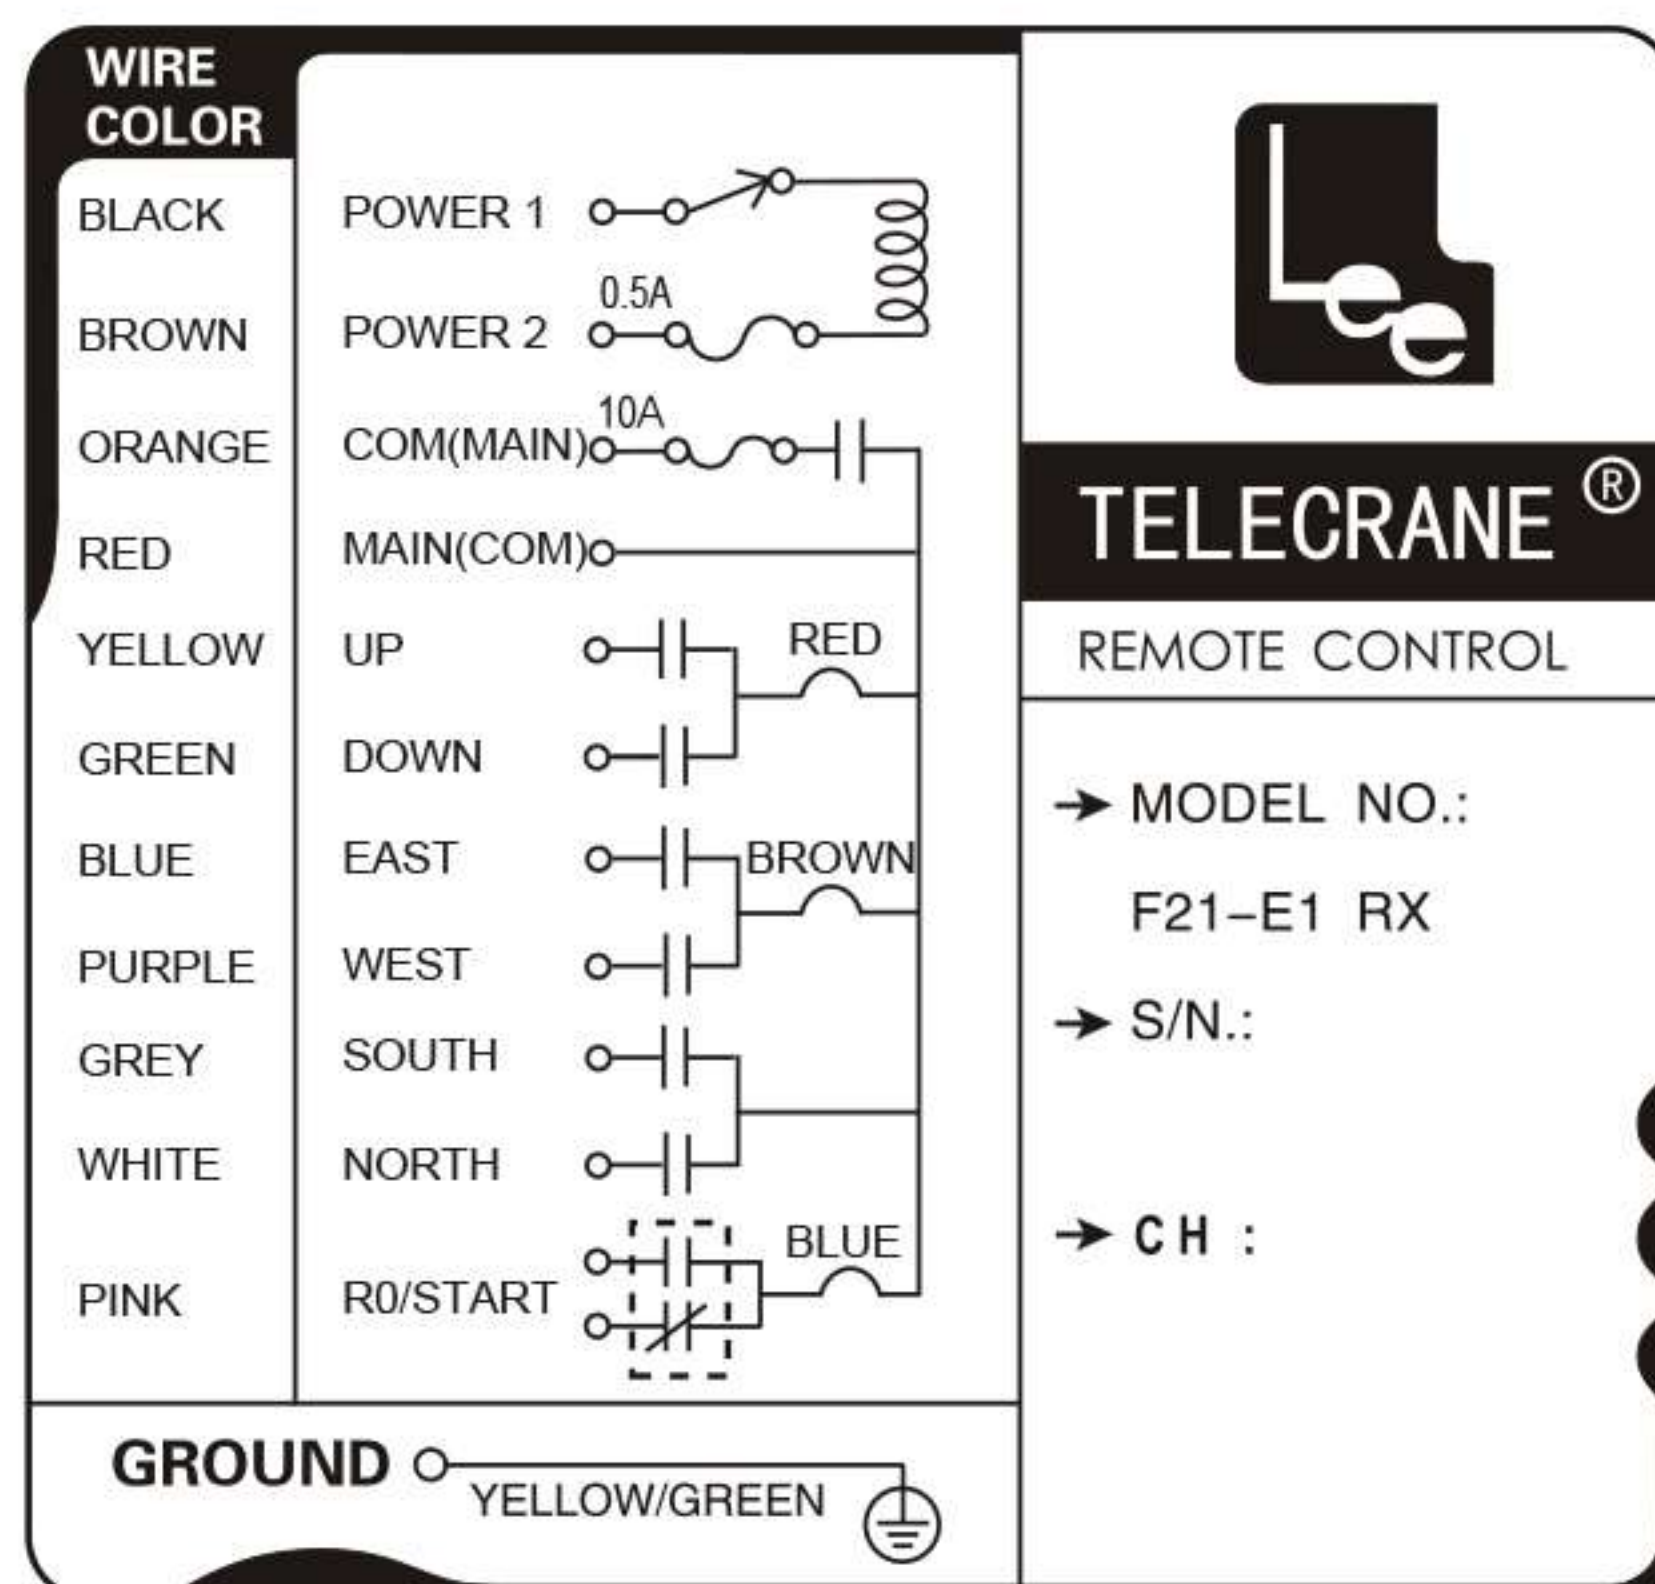 WIRE
COLOR
BLACK POWER 1
0.5A
BROWN POWER 2
10A
ORANGE COM(MAIN)
RED MAIN(COM)
YELLOW UP RED
GREEN DOWN
BLUE EAST BROWN
PURPLE WEST
GREY SOUTH
WHITE NORTH
BLUE
PINK R0/START
GROUND
YELLOW/GREEN
Lee
TELECRANE ®
REMOTE CONTROL
→ MODEL NO.:
F21-E1 RX
→ S/N.:
→ CH :